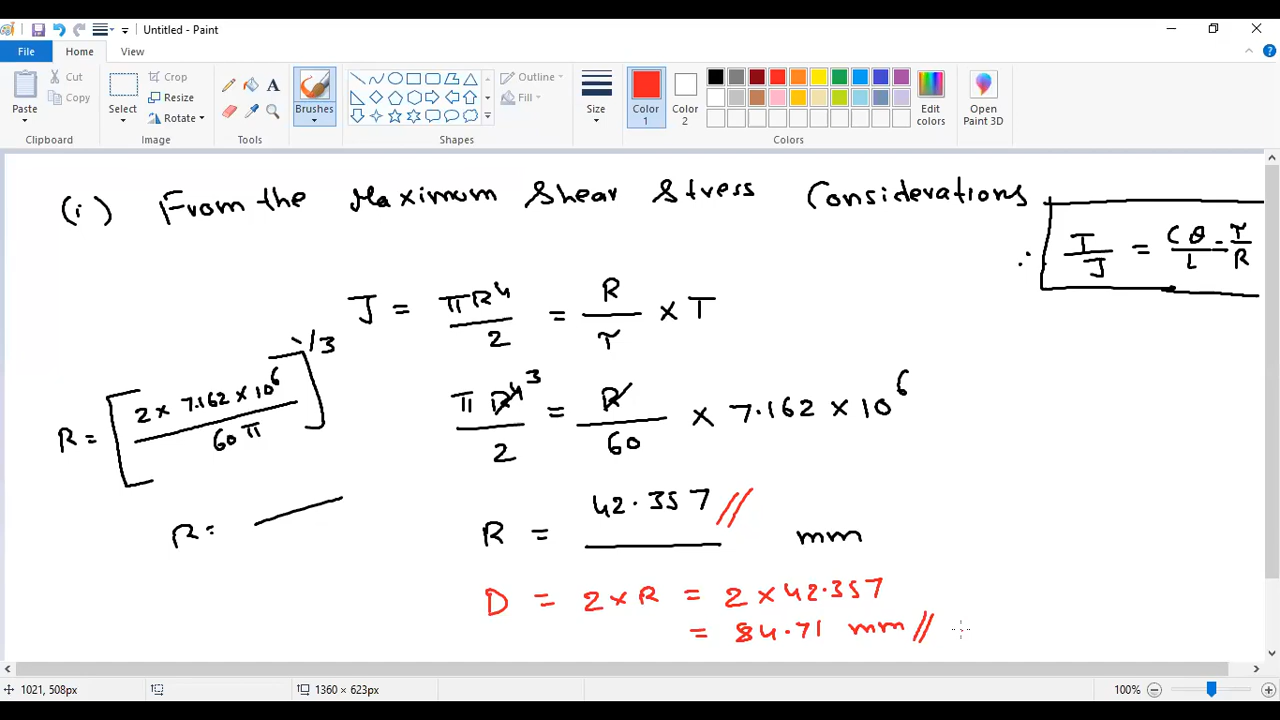 Untitled - Paint
File Home View
Paste Cut Copy Clipboard
Select Crop Resize Rotate Image
Tools
Brushes
Shapes Outline Fill
Size
Color 1 Color 2 Edit colors Colors
Open Paint 3D
(i) From the Maximum Shear Stress Considerations
∴ T/J = Cθ/L = τ/R
J = πR⁴/2 = R/τ × T
R = [2 × 7.162 × 10⁶ / 60 π]^1/3
π R⁴ ³/2 = R/60 × 7.162 × 10⁶
R =
R = 42.357 // mm
D = 2 × R = 2 × 42.357
= 84.71 mm //
1021, 508px 1360 × 623px 100%